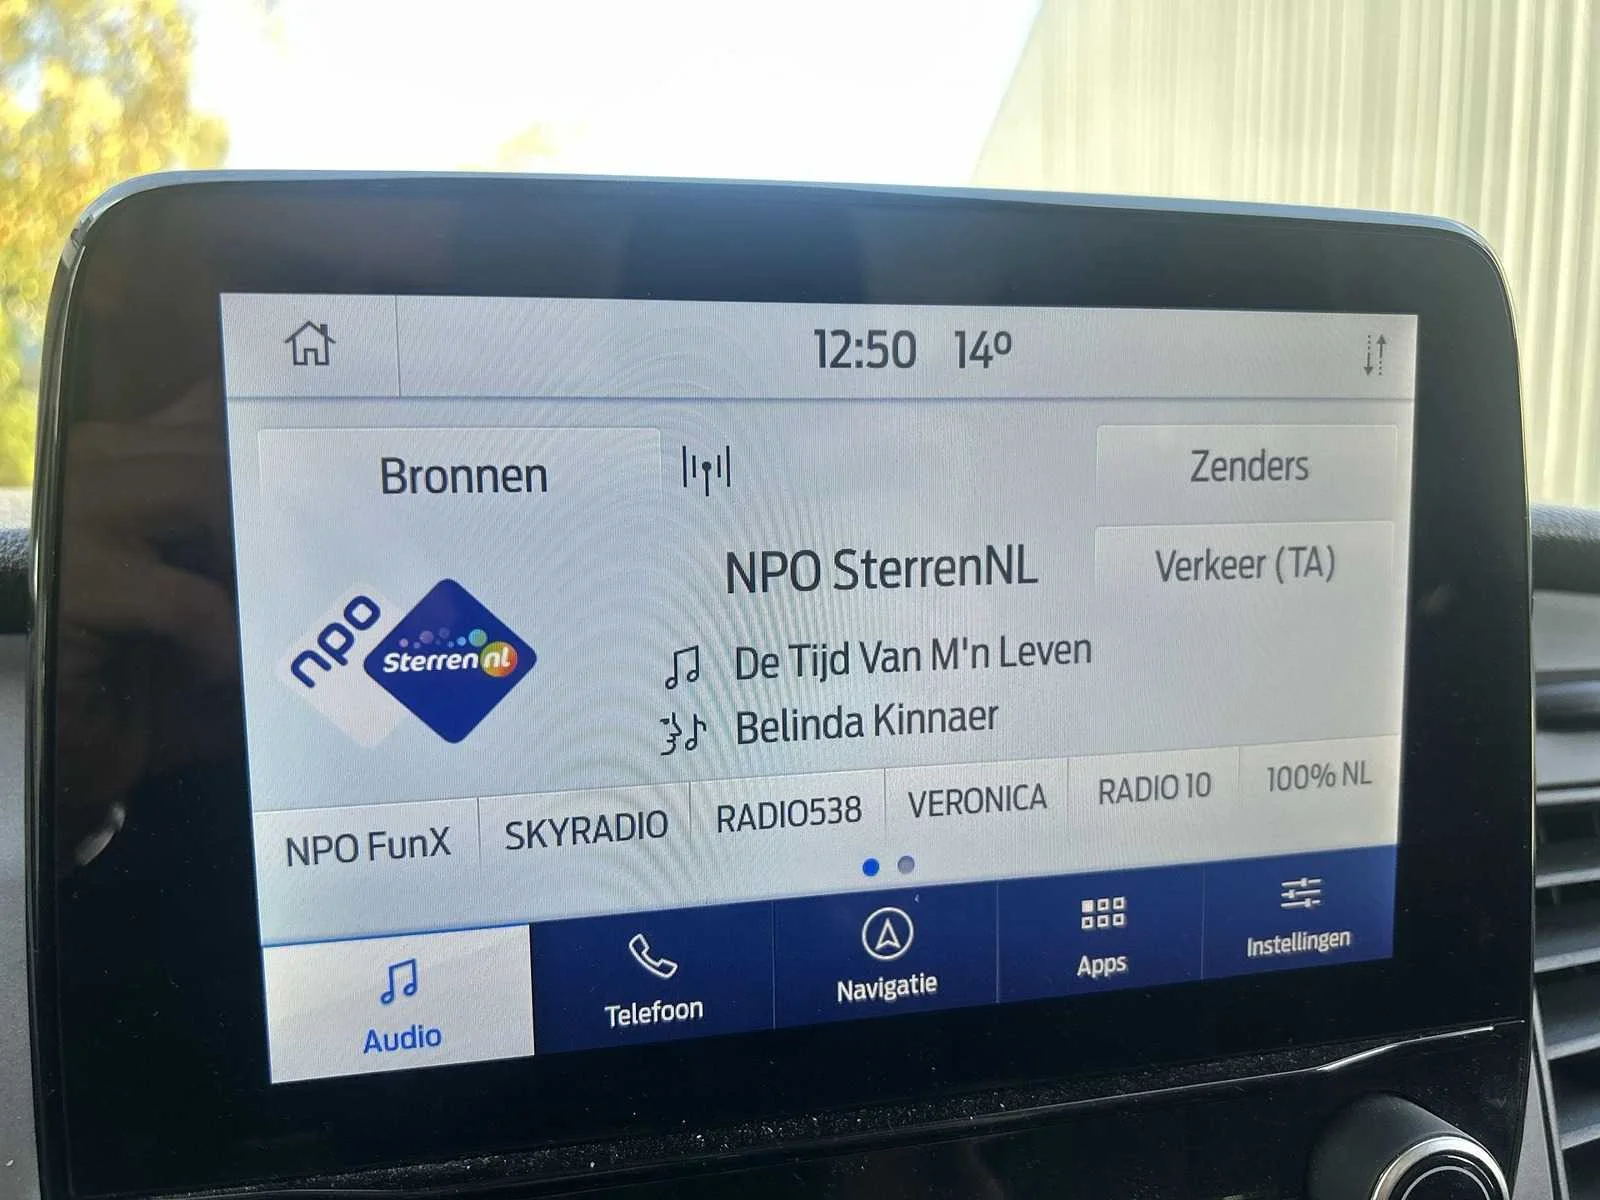 12:50 14º
Bronnen
Zenders
NPO SterrenNL
Verkeer (TA)
npo
Sterren nl
De Tijd Van M'n Leven
Belinda Kinnaer
NPO FunX SKYRADIO RADIO538 VERONICA RADIO 10 100% NL
Audio Telefoon Navigatie Apps Instellingen